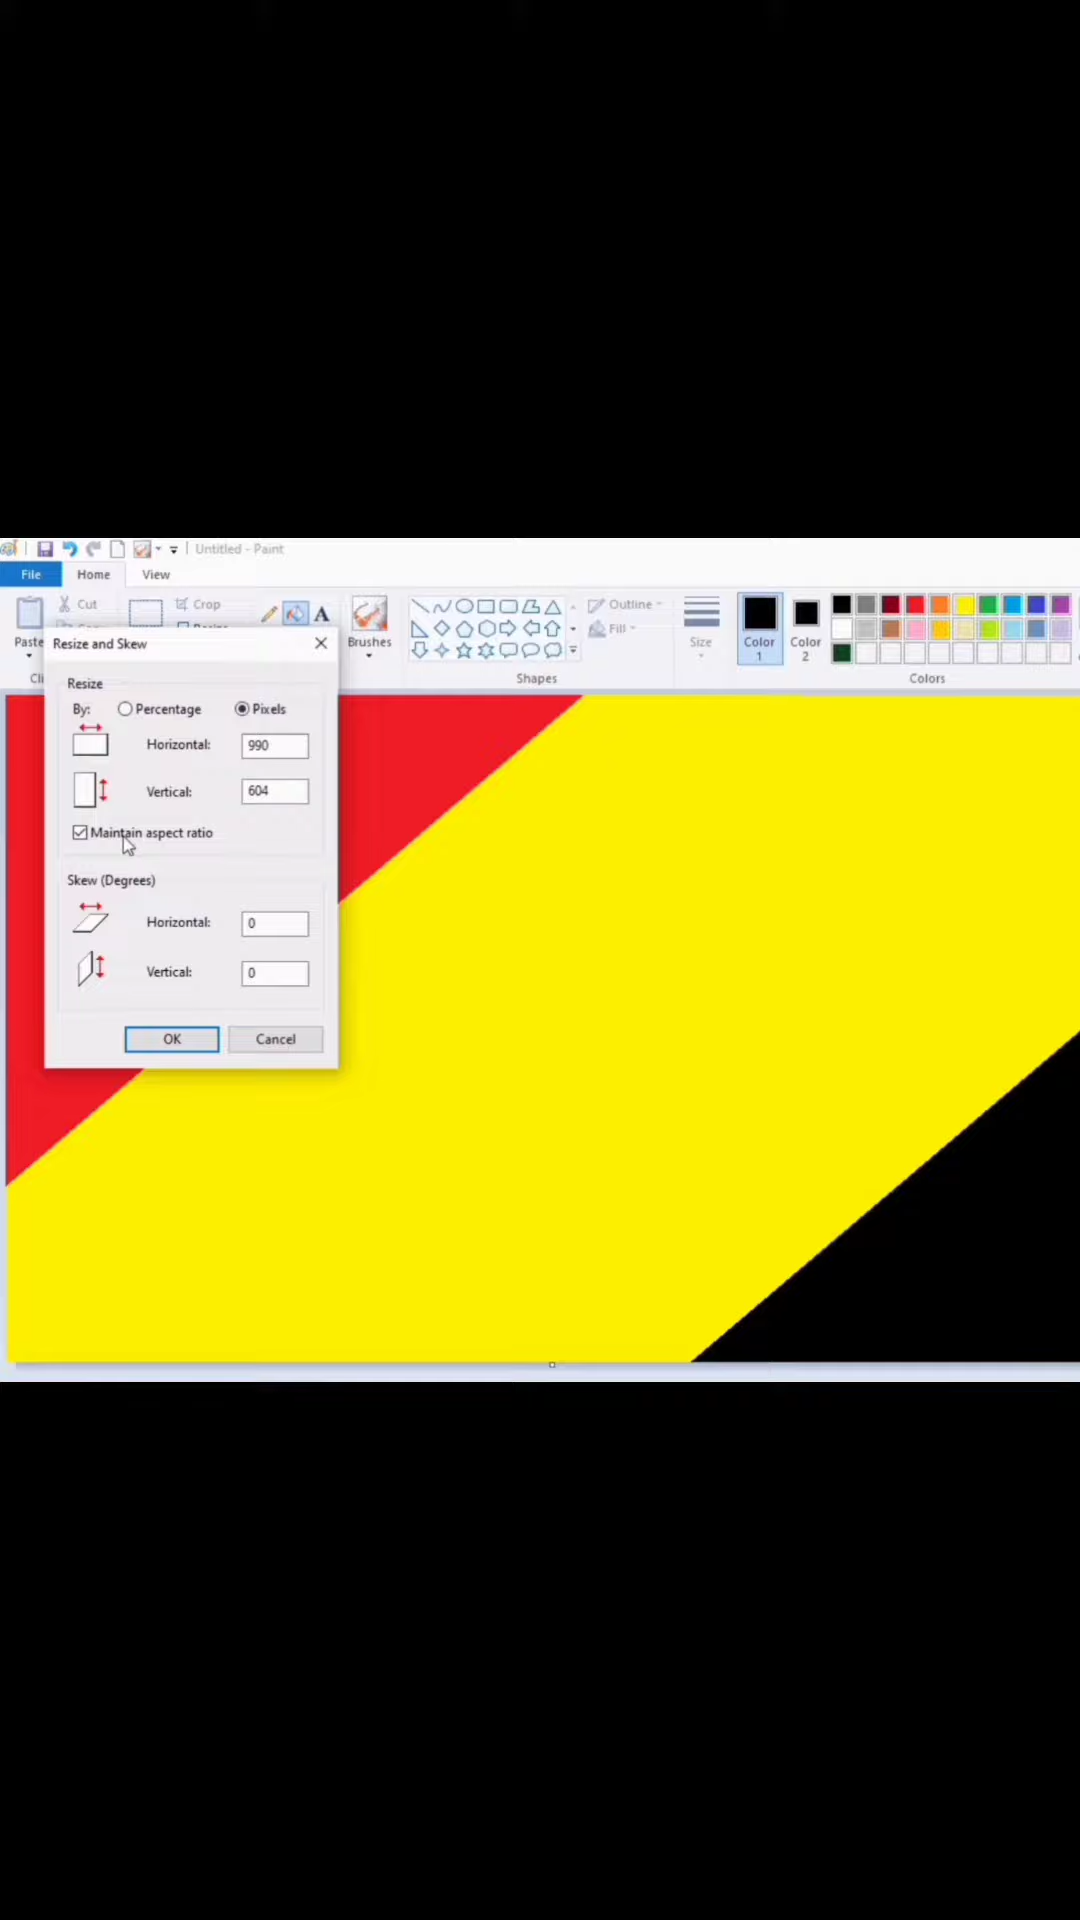 Untitled - Paint
File Home View
Cut
Crop
Paste
Brushes
Outline
Fill
Size
Color 1
Color 2
Shapes
Colors
Resize and Skew
Resize
By: Percentage Pixels
Horizontal: 990
Vertical: 604
Maintain aspect ratio
Skew (Degrees)
Horizontal: 0
Vertical: 0
OK Cancel